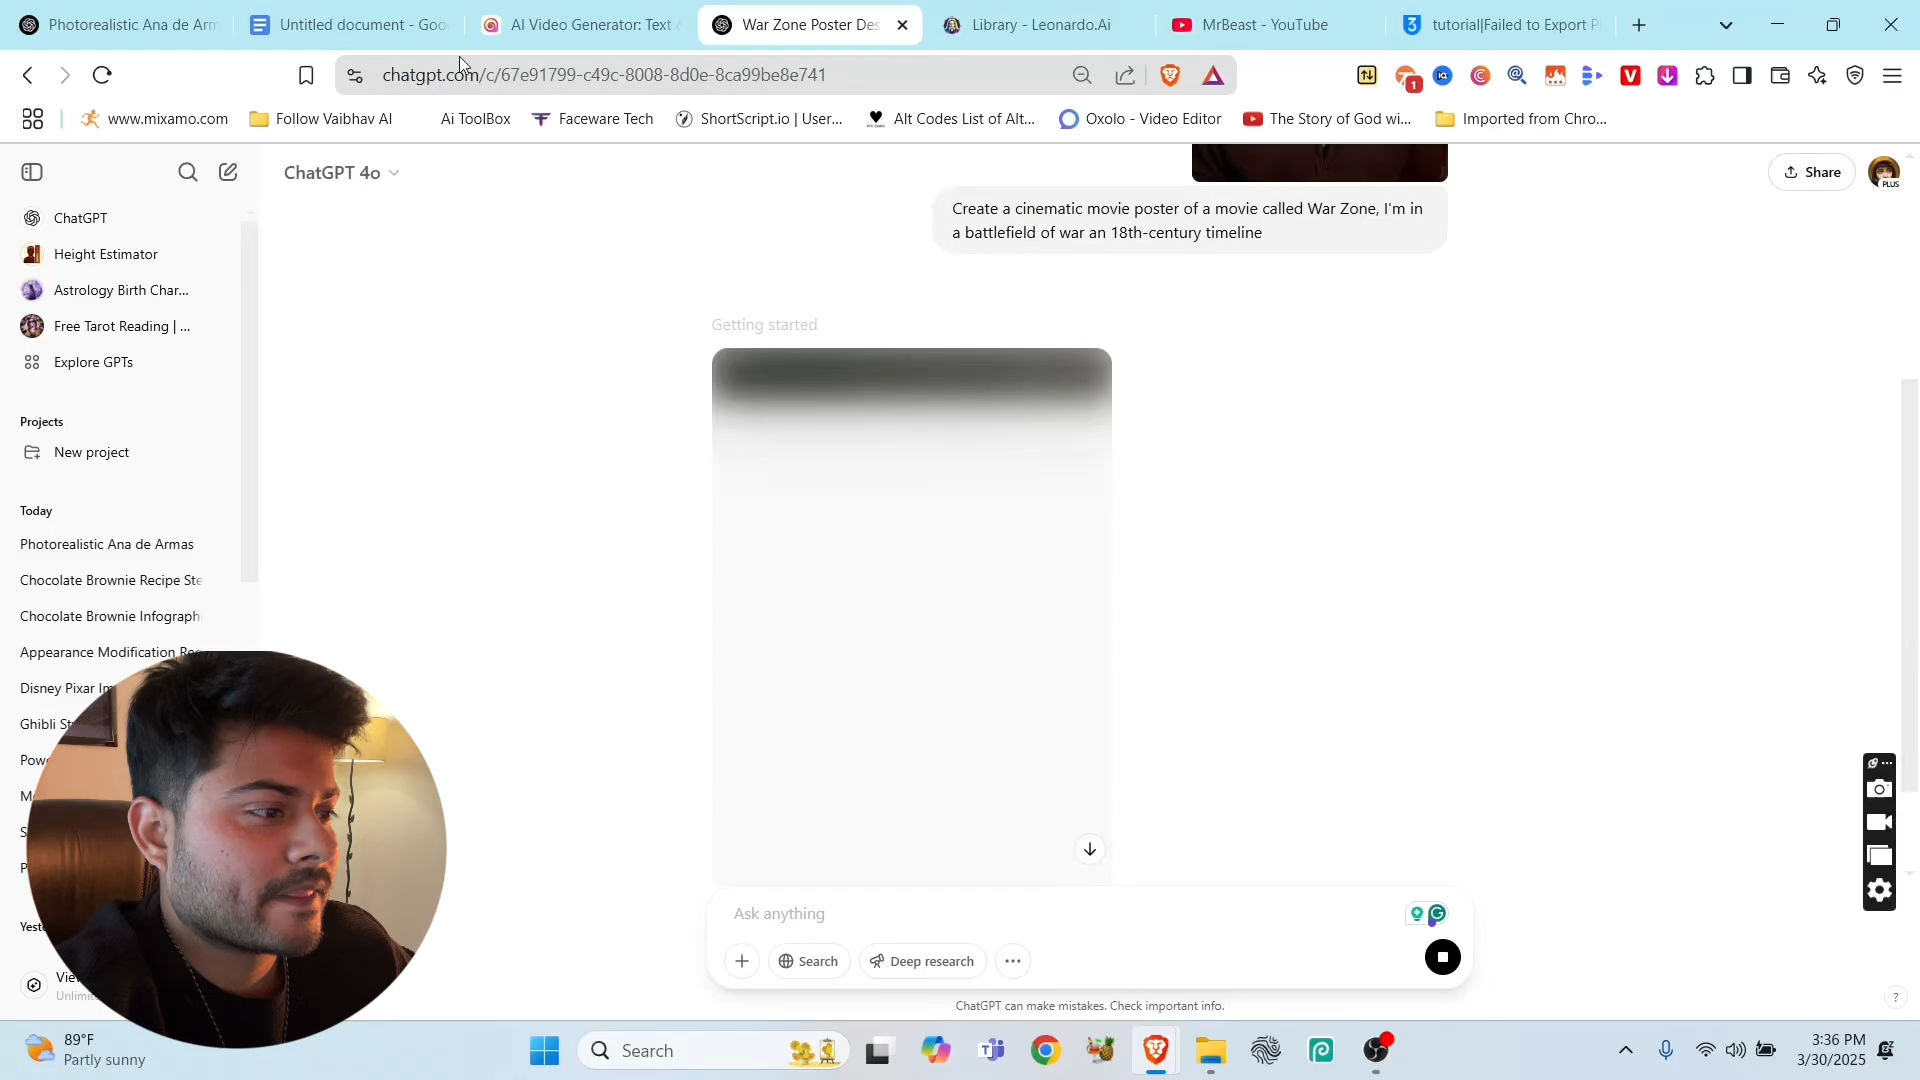 Photorealistic Ana de Arm
Untitled document - Goo
AI Video Generator: Text
War Zone Poster Des
Library - Leonardo.Ai
MrBeast - YouTube
tutorial|Failed to Export P
chatgpt.com/c/67e91799-c49c-8008-8d0e-8ca99be8e741
1
www.mixamo.com
Follow Vaibhav AI
Ai ToolBox
Faceware Tech
ShortScript.io | User...
Alt Codes List of Alt...
Oxolo - Video Editor
The Story of God wi...
Imported from Chro...
ChatGPT 4o
Share
PLUS
ChatGPT
Height Estimator
Astrology Birth Char...
Free Tarot Reading | ...
Explore GPTs
Projects
New project
Today
Photorealistic Ana de Armas
Chocolate Brownie Recipe Ste
Chocolate Brownie Infograph
Appearance Modification Re
Disney Pixar Im
Ghibli St
Pow
Yest
Vie
Unlimit
Create a cinematic movie poster of a movie called War Zone, I'm in
a battlefield of war an 18th-century timeline
Getting started
Ask anything
Search
Deep research
ChatGPT can make mistakes. Check important info.
?
89°F
Partly sunny
Search
3:36 PM
3/30/2025